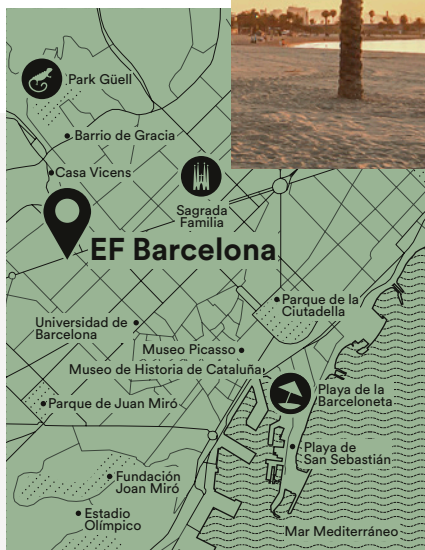 Park Güell
Barrio de Gracia
Casa Vicens
Sagrada
Familia
EF Barcelona
Parque de la
Ciutadella
Universidad de
Barcelona
Museo Picasso
Museo de Historia de Cataluña
Playa de la
Barceloneta
Parque de Juan Miró
Playa de
San Sebastián
Fundación
Joan Miró
Estadio
Olímpico
Mar Mediterráneo